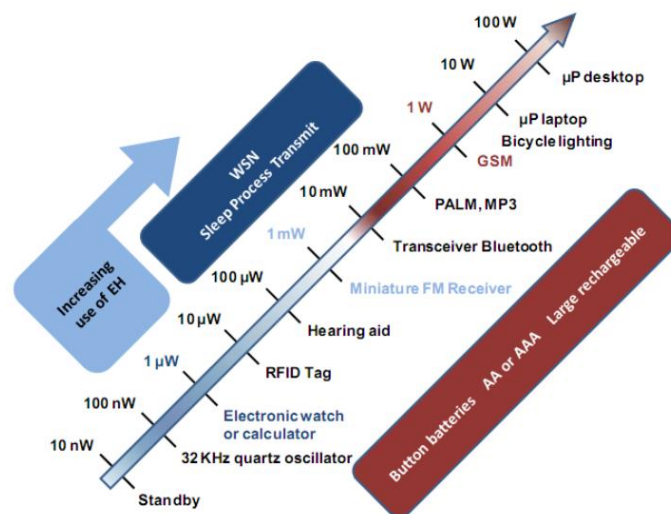 100 W
µP desktop
10 W
µP laptop
Bicycle lighting
1 W
GSM
100 mW
PALM, MP3
10 mW
Transceiver Bluetooth
1 mW
Miniature FM Receiver
100 µW
Hearing aid
10 µW
RFID Tag
1 µW
Electronic watch
or calculator
100 nW
32 KHz quartz oscillator
10 nW
Standby
WSN
Sleep Process Transmit
Increasing
use of EH
Button batteries AA or AAA Large rechargeable